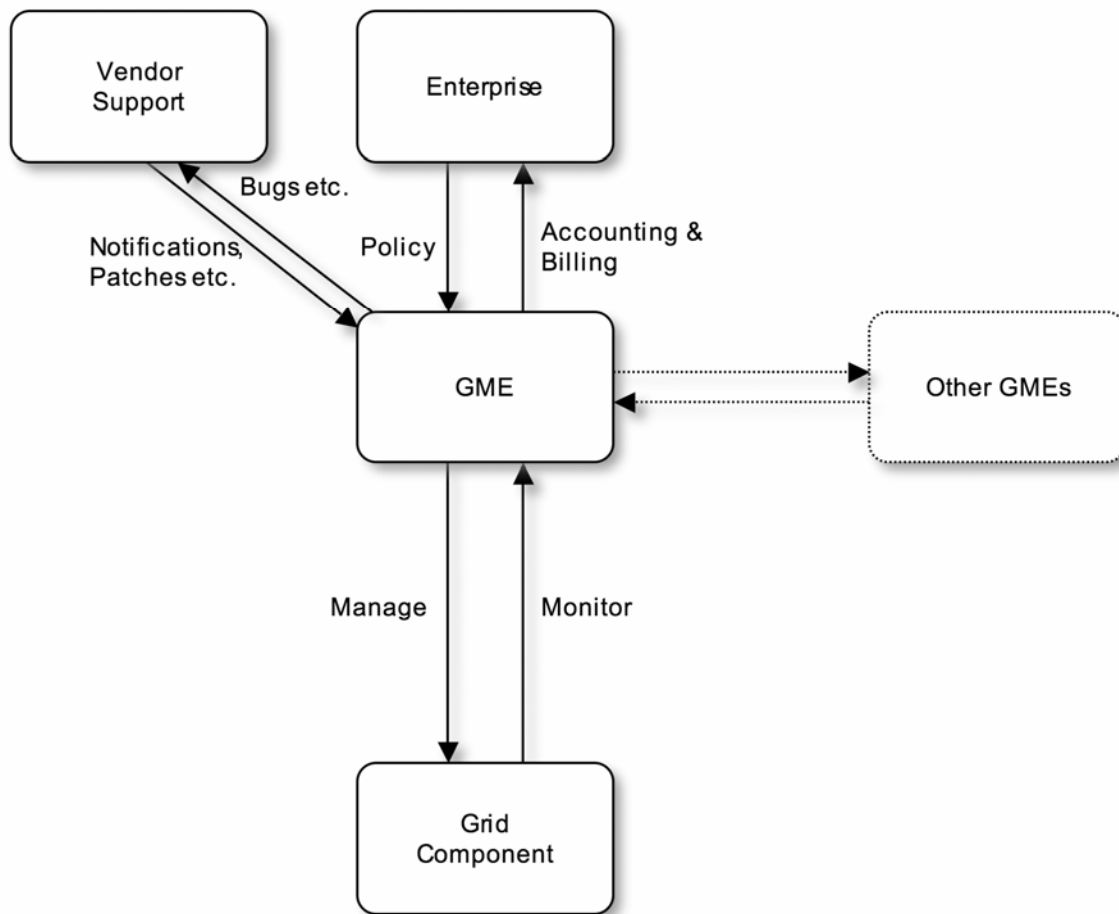 Vendor
Support
Enterprise
Bugs etc.
Notifications,
Patches etc.
Policy
Accounting &
Billing
GME
Other GMEs
Manage
Monitor
Grid
Component